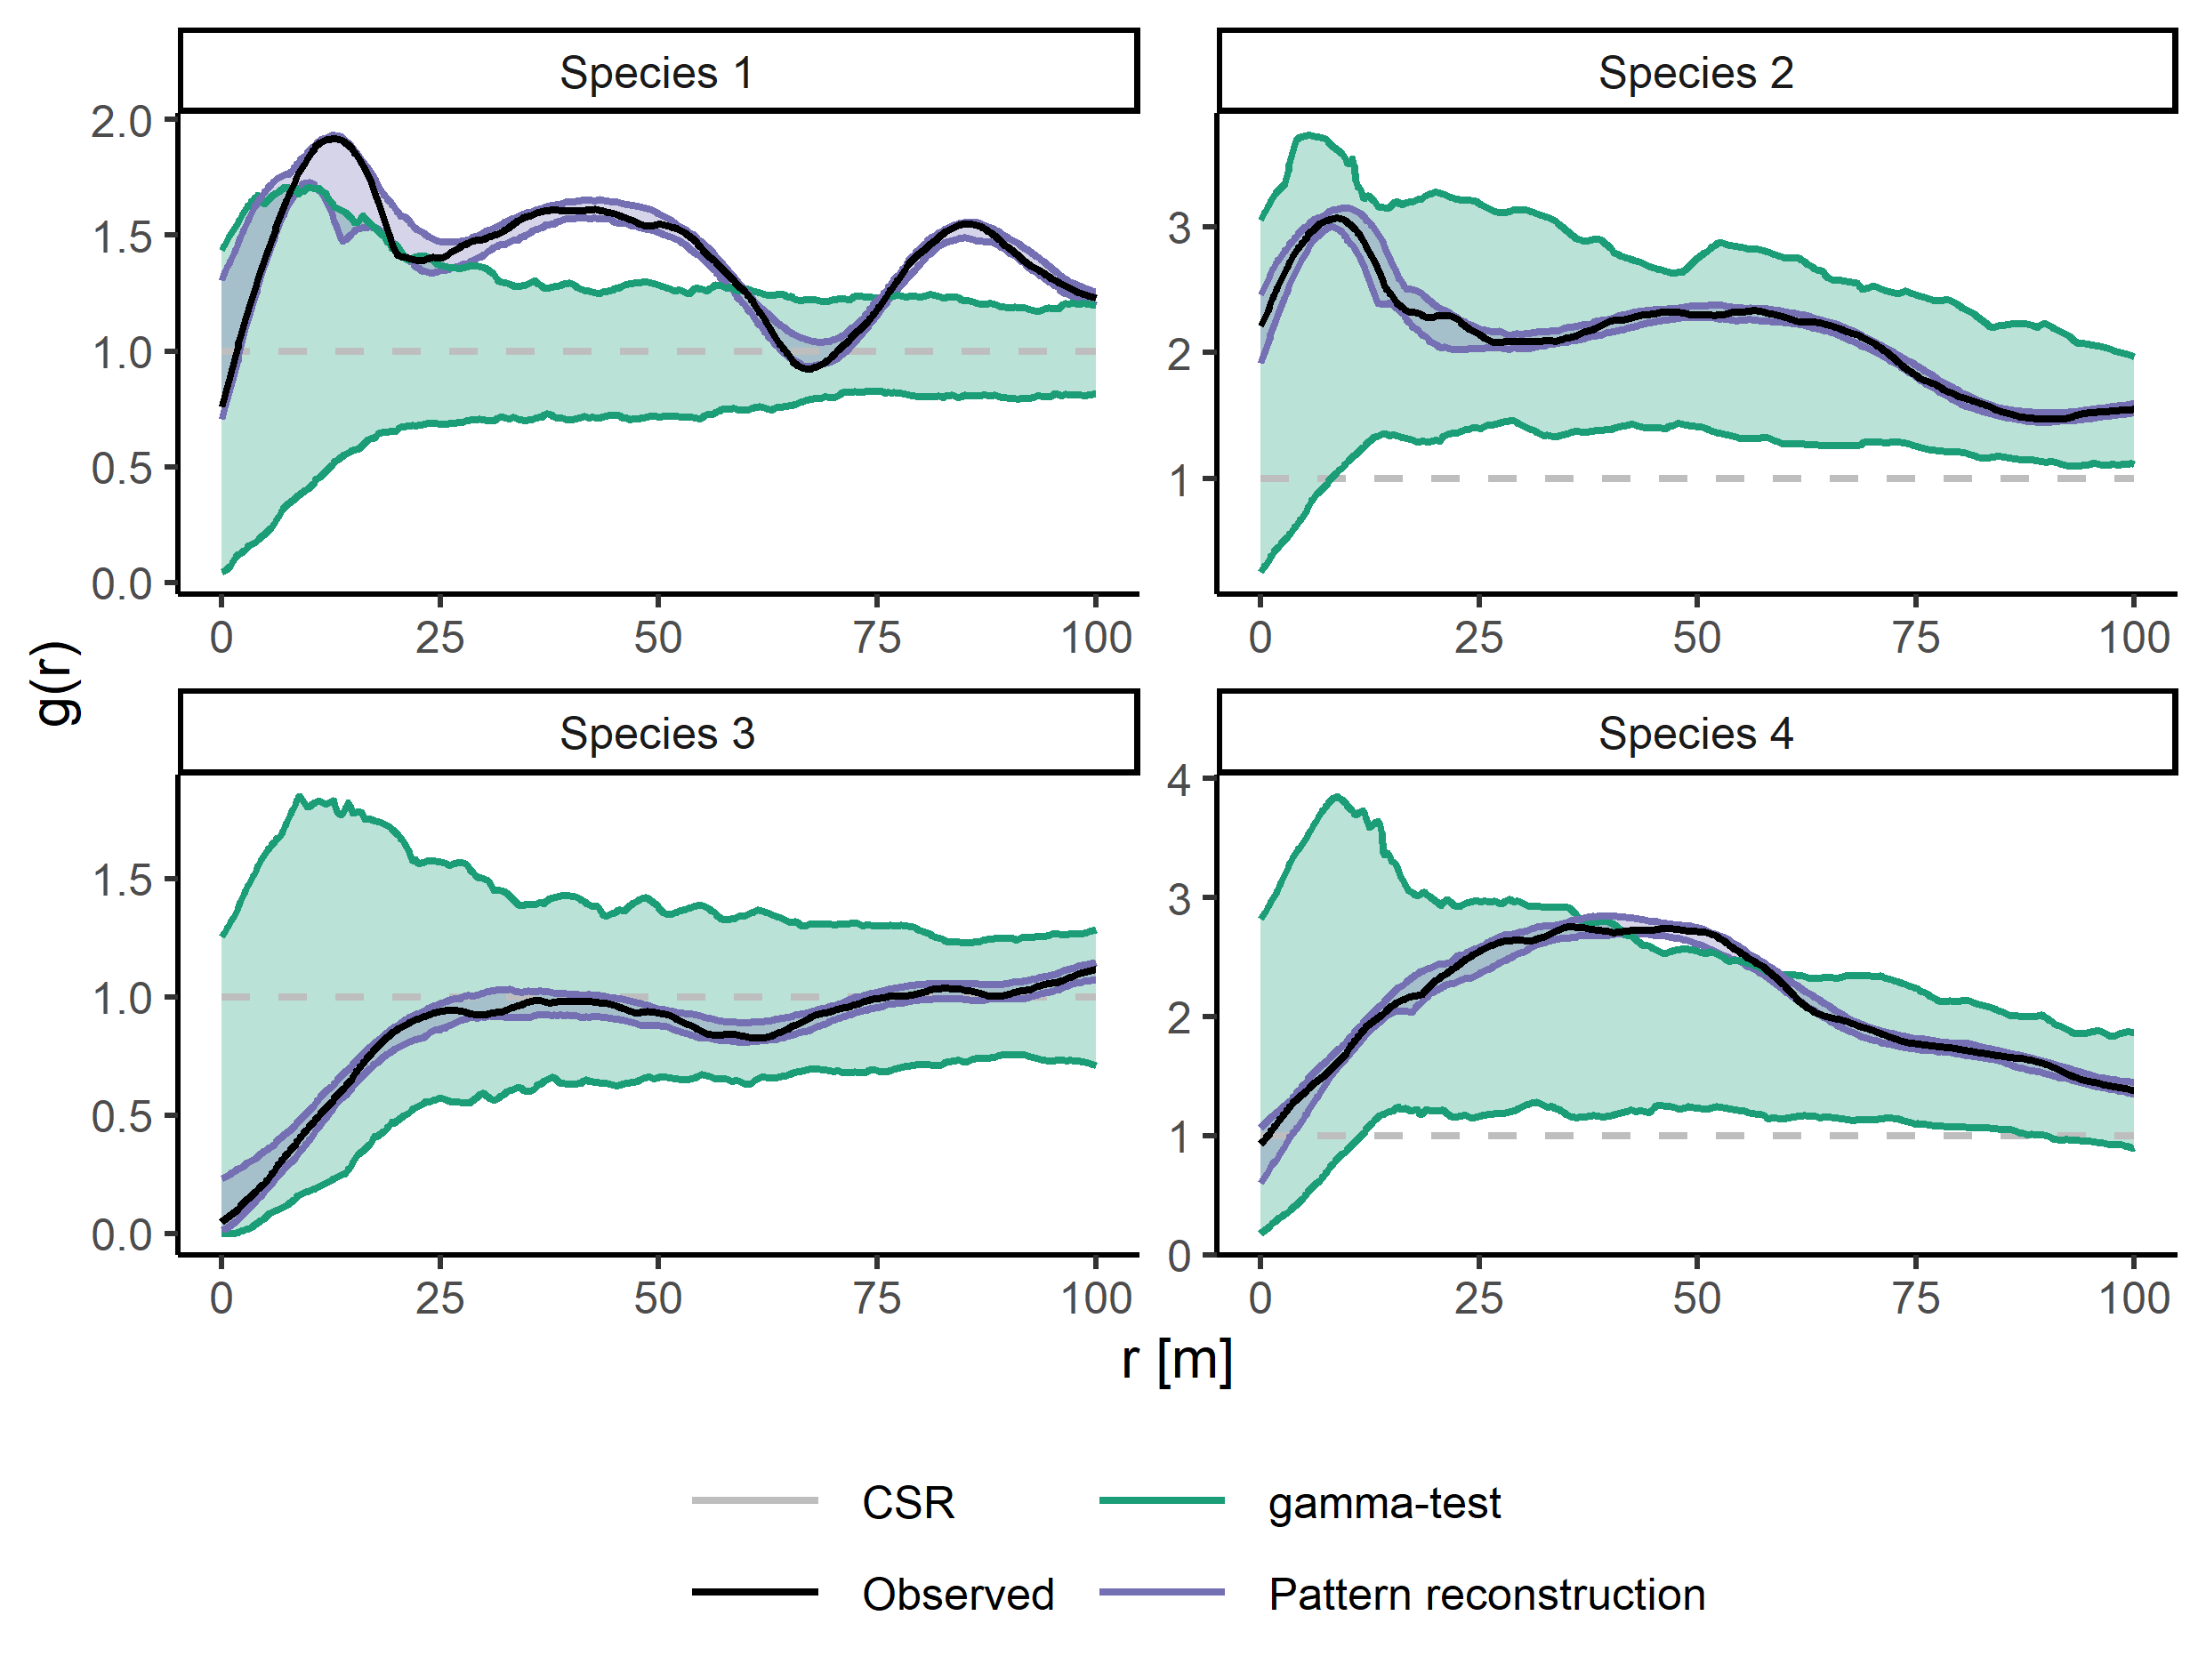 Species 1
Species 2
2.0
1.5
1.0
0.5
0.0
3
2
1
0 25 50 75 100
0 25 50 75 100
g(r)
Species 3
Species 4
1.5
1.0
0.5
0.0
4
3
2
1
0
0 25 50 75 100
0 25 50 75 100
r [m]
CSR
gamma-test
Observed
Pattern reconstruction